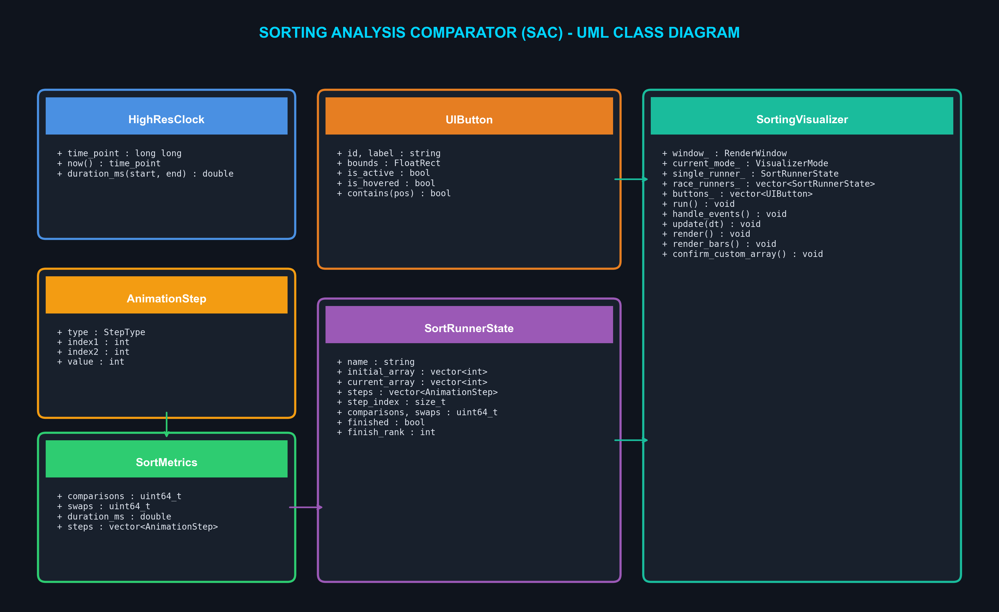 SORTING ANALYSIS COMPARATOR (SAC) - UML CLASS DIAGRAM
HighResClock
+ time_point : long long
+ now() : time_point
+ duration_ms(start, end) : double
AnimationStep
+ type : StepType
+ index1 : int
+ index2 : int
+ value : int
SortMetrics
+ comparisons : uint64_t
+ swaps : uint64_t
+ duration_ms : double
+ steps : vector<AnimationStep>
UIButton
+ id, label : string
+ bounds : FloatRect
+ is_active : bool
+ is_hovered : bool
+ contains(pos) : bool
SortRunnerState
+ name : string
+ initial_array : vector<int>
+ current_array : vector<int>
+ steps : vector<AnimationStep>
+ step_index : size_t
+ comparisons, swaps : uint64_t
+ finished : bool
+ finish_rank : int
SortingVisualizer
+ window_ : RenderWindow
+ current_mode_ : VisualizerMode
+ single_runner_ : SortRunnerState
+ race_runners_ : vector<SortRunnerState>
+ buttons_ : vector<UIButton>
+ run() : void
+ handle_events() : void
+ update(dt) : void
+ render() : void
+ render_bars() : void
+ confirm_custom_array() : void